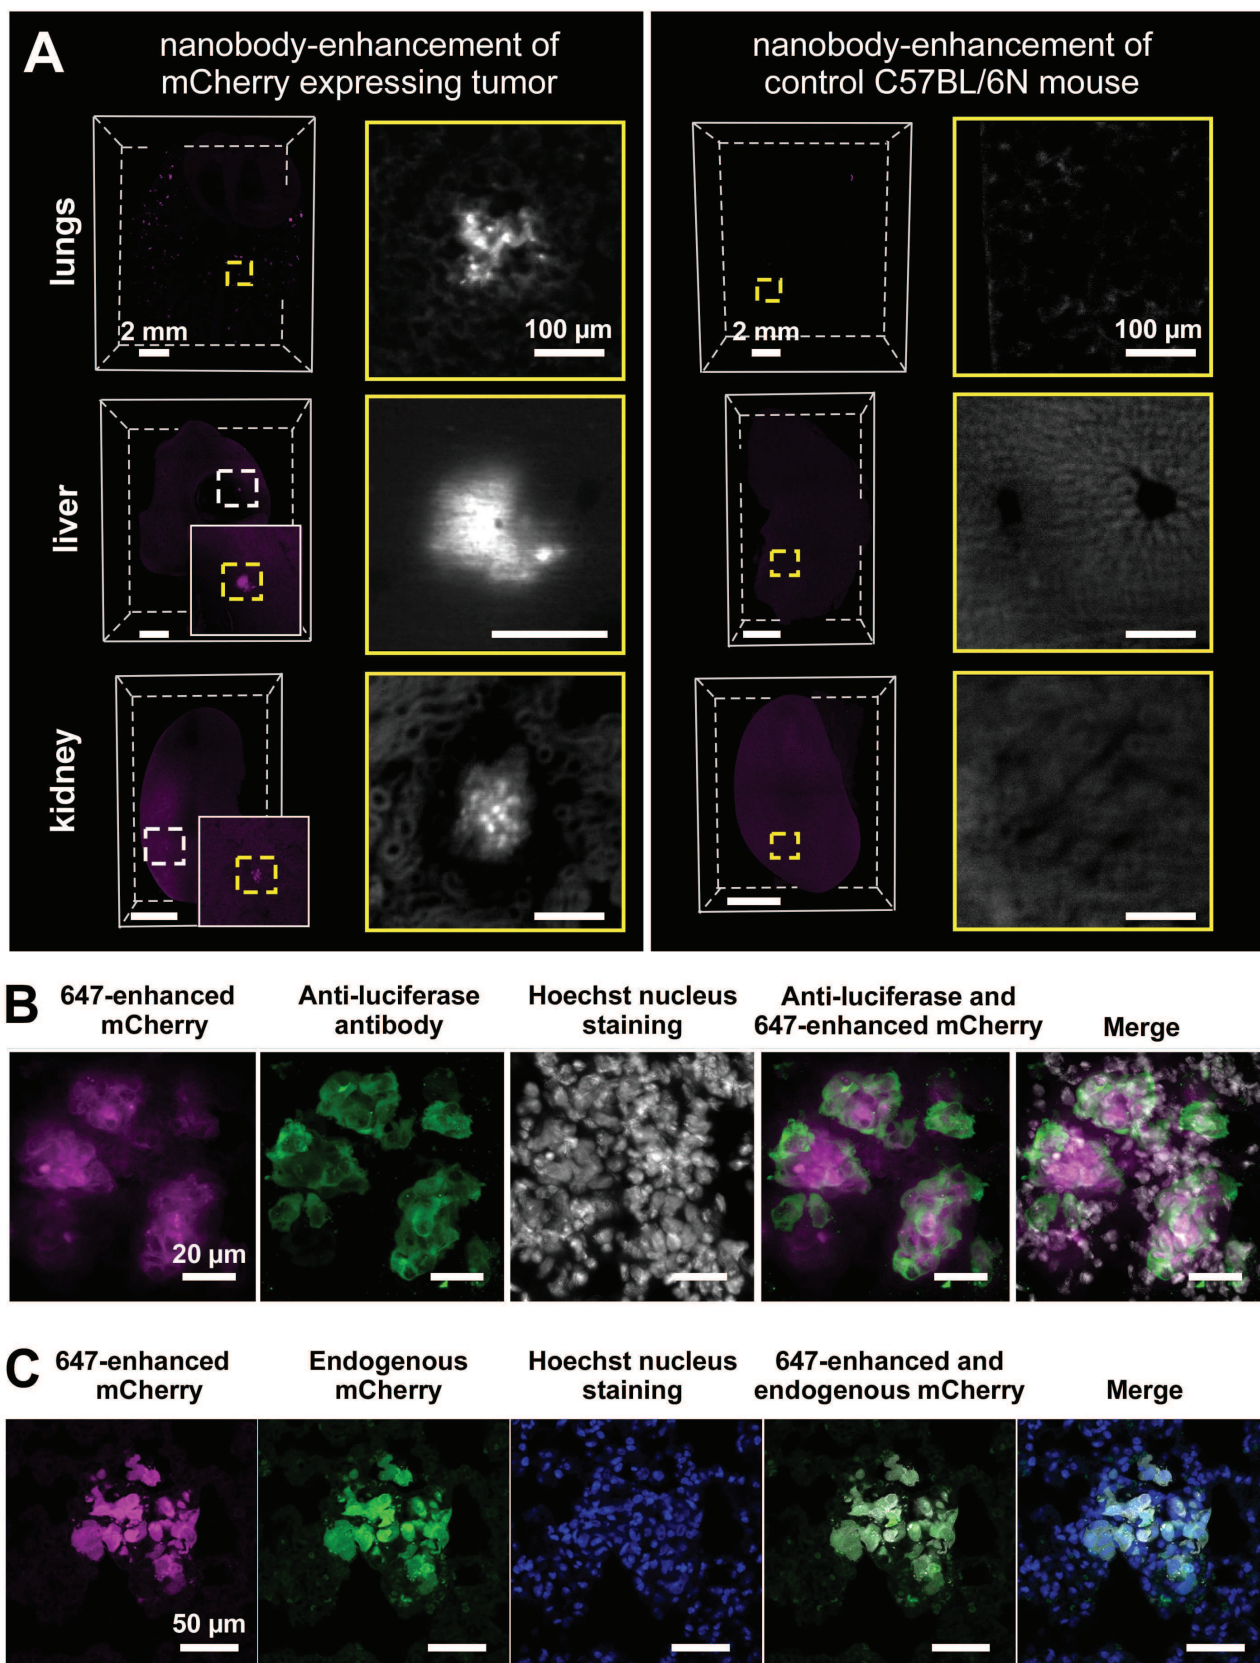 A
nanobody-enhancement of
mCherry expressing tumor
nanobody-enhancement of
control C57BL/6N mouse
lungs
2 mm
100 µm
2 mm
100 µm
liver
kidney
B
647-enhanced
mCherry
Anti-luciferase
antibody
Hoechst nucleus
staining
Anti-luciferase and
647-enhanced mCherry
Merge
20 µm
C
647-enhanced
mCherry
Endogenous
mCherry
Hoechst nucleus
staining
647-enhanced and
endogenous mCherry
Merge
50 µm